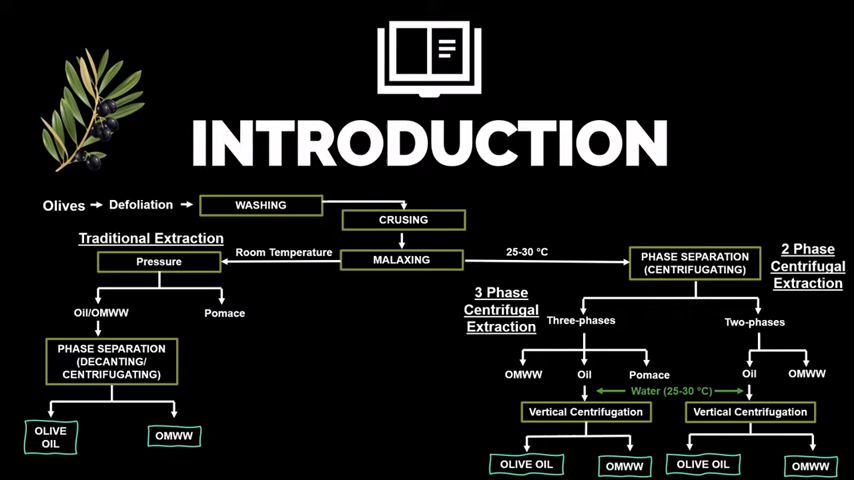 INTRODUCTION
Olives
Defoliation
WASHING
CRUSING
Traditional Extraction
Room Temperature
MALAXING
25-30 °C
Pressure
PHASE SEPARATION
(CENTRIFUGATING)
2 Phase
Centrifugal
Extraction
3 Phase
Centrifugal
Extraction
Oil/OMWW
Pomace
Three-phases
Two-phases
PHASE SEPARATION
(DECANTING/
CENTRIFUGATING)
OMWW
Oil
Pomace
Oil
OMWW
Water (25-30 °C)
Vertical Centrifugation
Vertical Centrifugation
OLIVE
OIL
OMWW
OLIVE OIL
OMWW
OLIVE OIL
OMWW